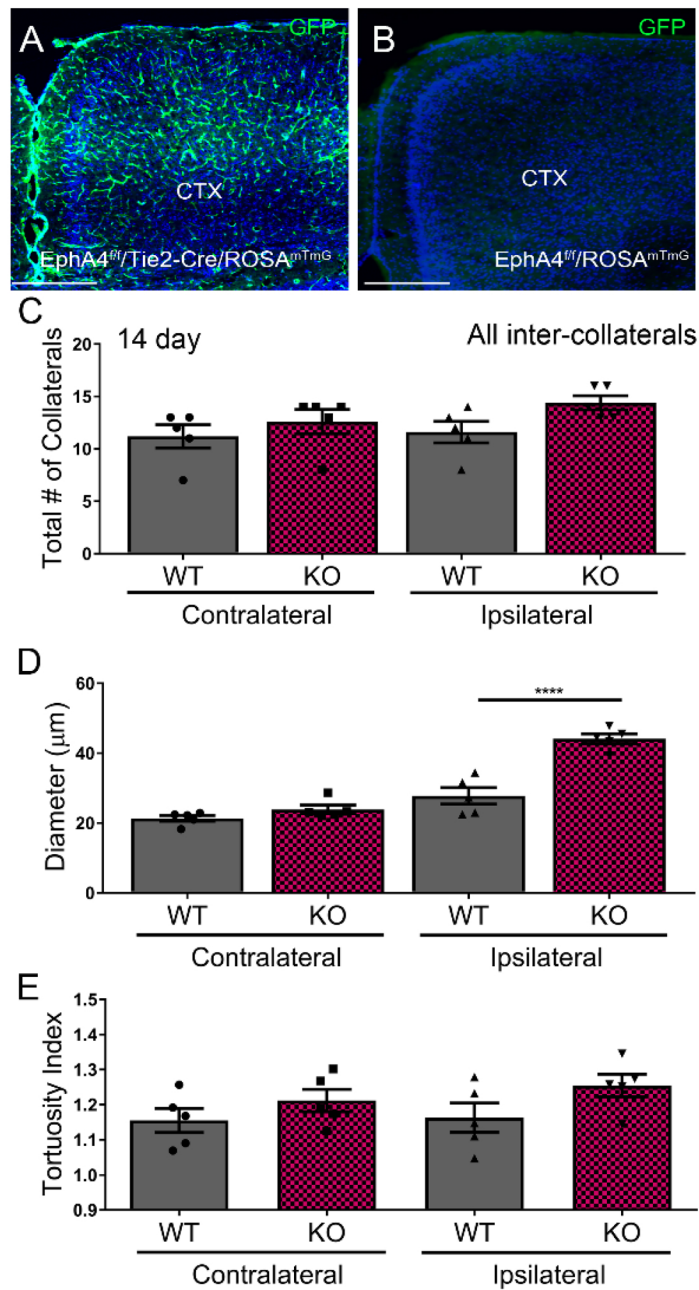 A GFP
CTX
EphA4f/f/Tie2-Cre/ROSAmTmG
B GFP
CTX
EphA4f/f/ROSAmTmG
C
14 day All inter-collaterals
Total # of Collaterals
20
15
10
5
0
WT KO WT KO
Contralateral Ipsilateral
D
Diameter (μm)
60
40
20
0
****
WT KO WT KO
Contralateral Ipsilateral
E
Tortuosity Index
1.5
1.4
1.3
1.2
1.1
1.0
0.9
WT KO WT KO
Contralateral Ipsilateral